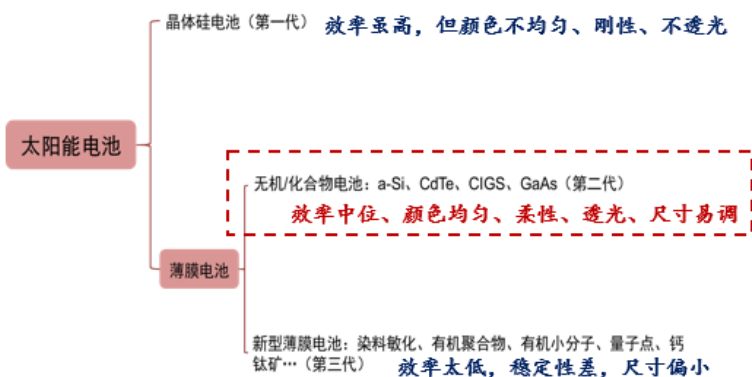 晶体硅电池（第一代） 效率虽高，但颜色不均匀、刚性、不透光
太阳能电池
无机/化合物电池：a-Si、CdTe、CIGS、GaAs（第二代）
效率中位、颜色均匀、柔性、透光、尺寸易调
薄膜电池
新型薄膜电池：染料敏化、有机聚合物、有机小分子、量子点、钙
钛矿…（第三代） 效率太低，稳定性差，尺寸偏小